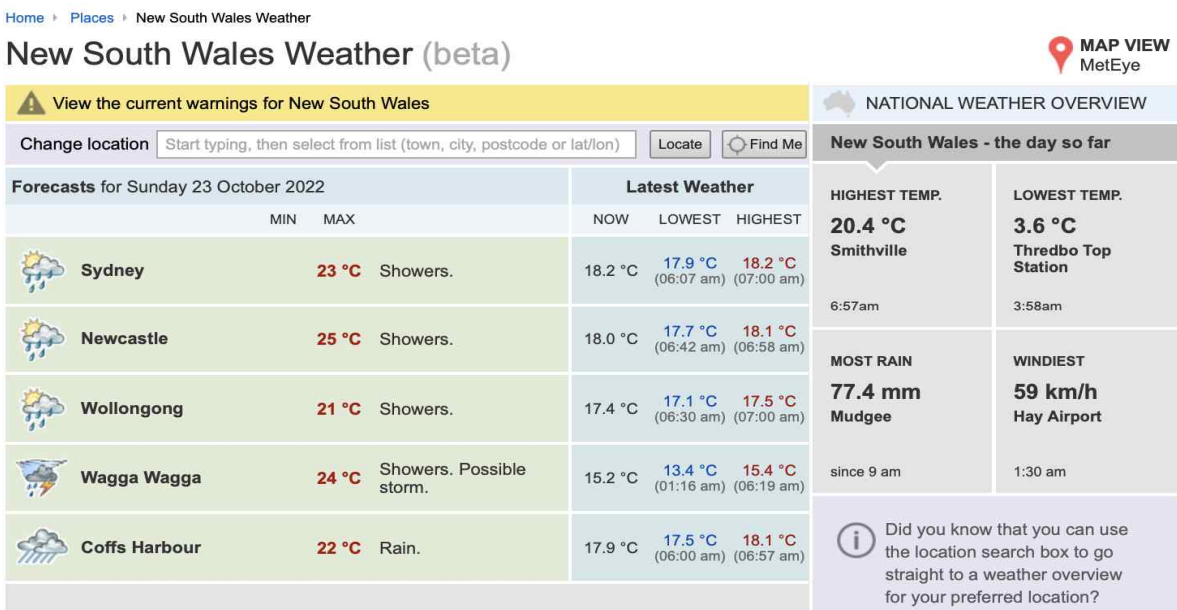 Home Places New South Wales Weather
New South Wales Weather (beta)
MAP VIEW
MetEye
View the current warnings for New South Wales
Change location Start typing, then select from list (town, city, postcode or lat/lon) Locate Find Me
Forecasts for Sunday 23 October 2022 Latest Weather
MIN MAX NOW LOWEST HIGHEST
Sydney 23 °C Showers. 18.2 °C 17.9 °C 18.2 °C
(06:07 am) (07:00 am)
Newcastle 25 °C Showers. 18.0 °C 17.7 °C 18.1 °C
(06:42 am) (06:58 am)
Wollongong 21 °C Showers. 17.4 °C 17.1 °C 17.5 °C
(06:30 am) (07:00 am)
Wagga Wagga 24 °C Showers. Possible storm. 15.2 °C 13.4 °C 15.4 °C
(01:16 am) (06:19 am)
Coffs Harbour 22 °C Rain. 17.9 °C 17.5 °C 18.1 °C
(06:00 am) (06:57 am)
NATIONAL WEATHER OVERVIEW
New South Wales - the day so far
HIGHEST TEMP.
20.4 °C
Smithville
6:57am
LOWEST TEMP.
3.6 °C
Thredbo Top
Station
3:58am
MOST RAIN
77.4 mm
Mudgee
since 9 am
WINDIEST
59 km/h
Hay Airport
1:30 am
Did you know that you can use
the location search box to go
straight to a weather overview
for your preferred location?